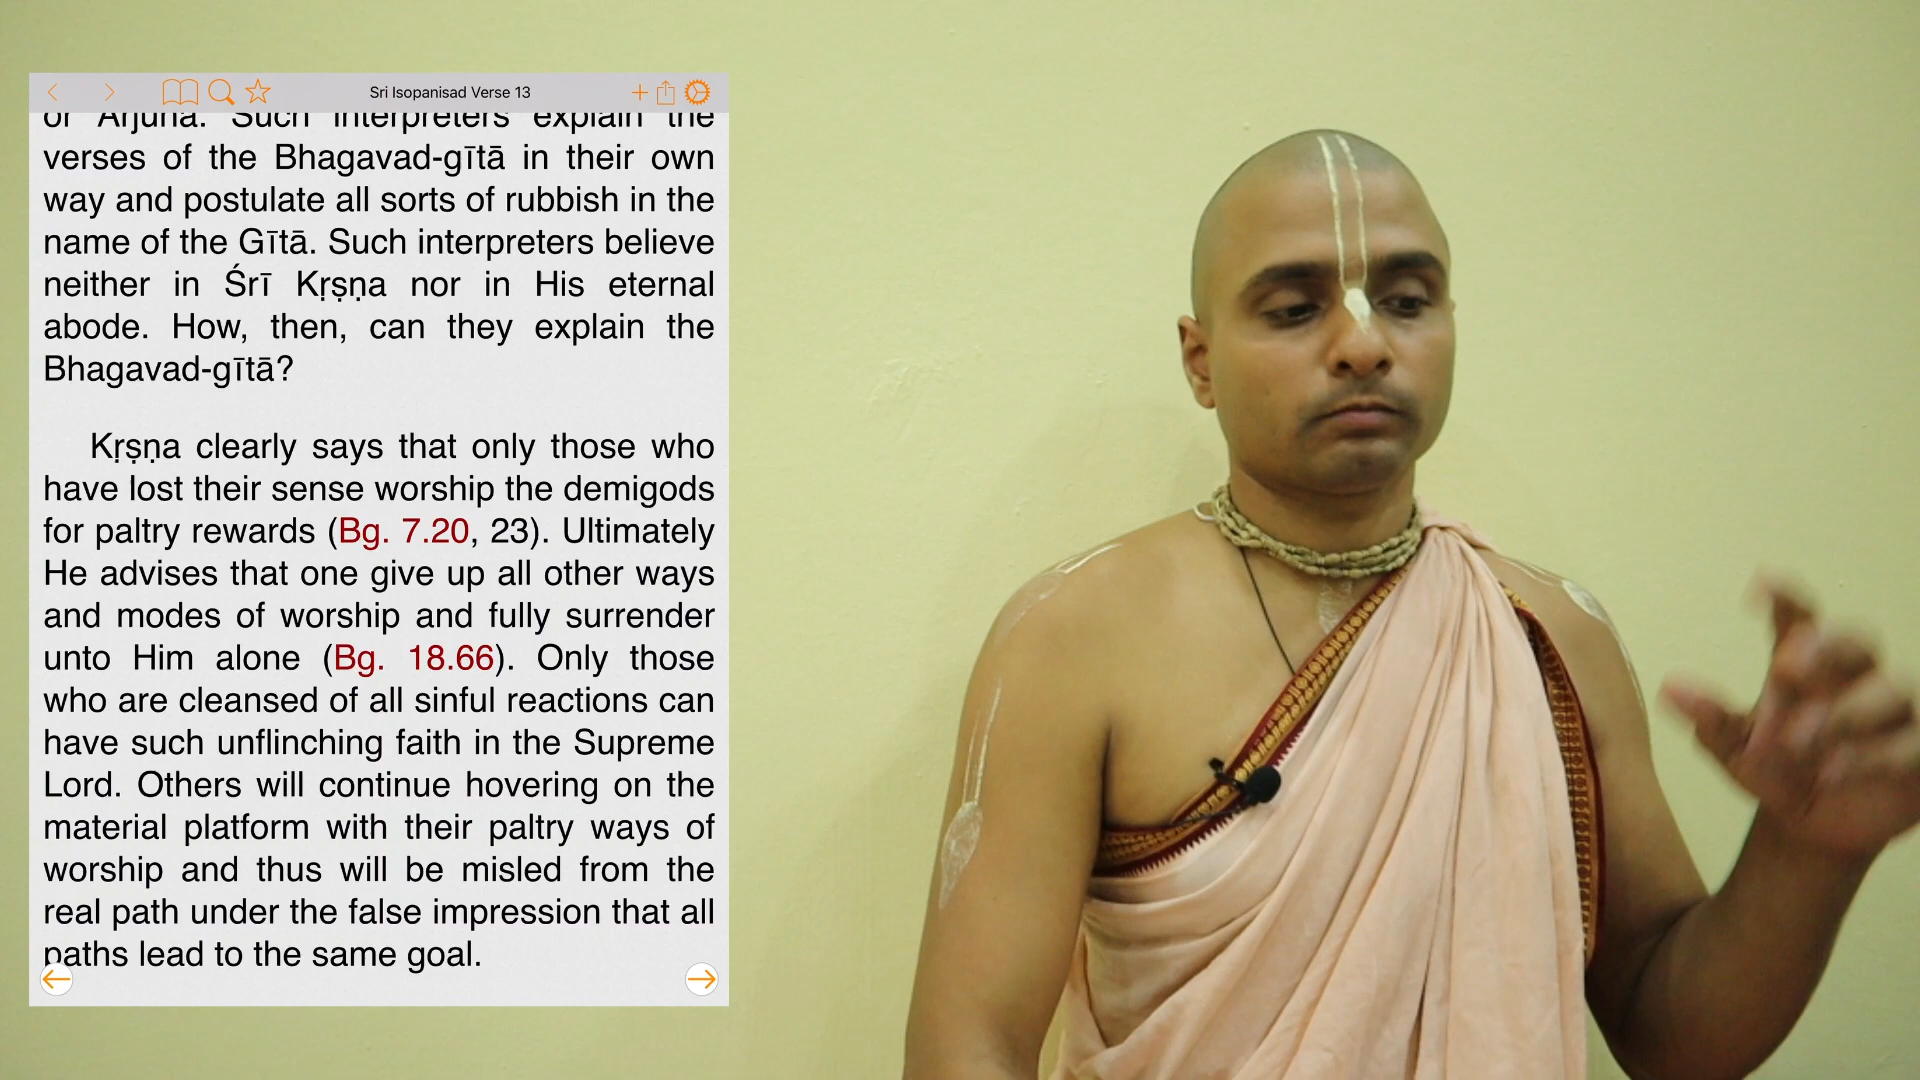 Sri Isopanisad Verse 13
or Arjuna. Such interpreters explain the
verses of the Bhagavad-gītā in their own
way and postulate all sorts of rubbish in the
name of the Gītā. Such interpreters believe
neither in Śrī Kṛṣṇa nor in His eternal
abode. How, then, can they explain the
Bhagavad-gītā?
Kṛṣṇa clearly says that only those who
have lost their sense worship the demigods
for paltry rewards (Bg. 7.20, 23). Ultimately
He advises that one give up all other ways
and modes of worship and fully surrender
unto Him alone (Bg. 18.66). Only those
who are cleansed of all sinful reactions can
have such unflinching faith in the Supreme
Lord. Others will continue hovering on the
material platform with their paltry ways of
worship and thus will be misled from the
real path under the false impression that all
paths lead to the same goal.